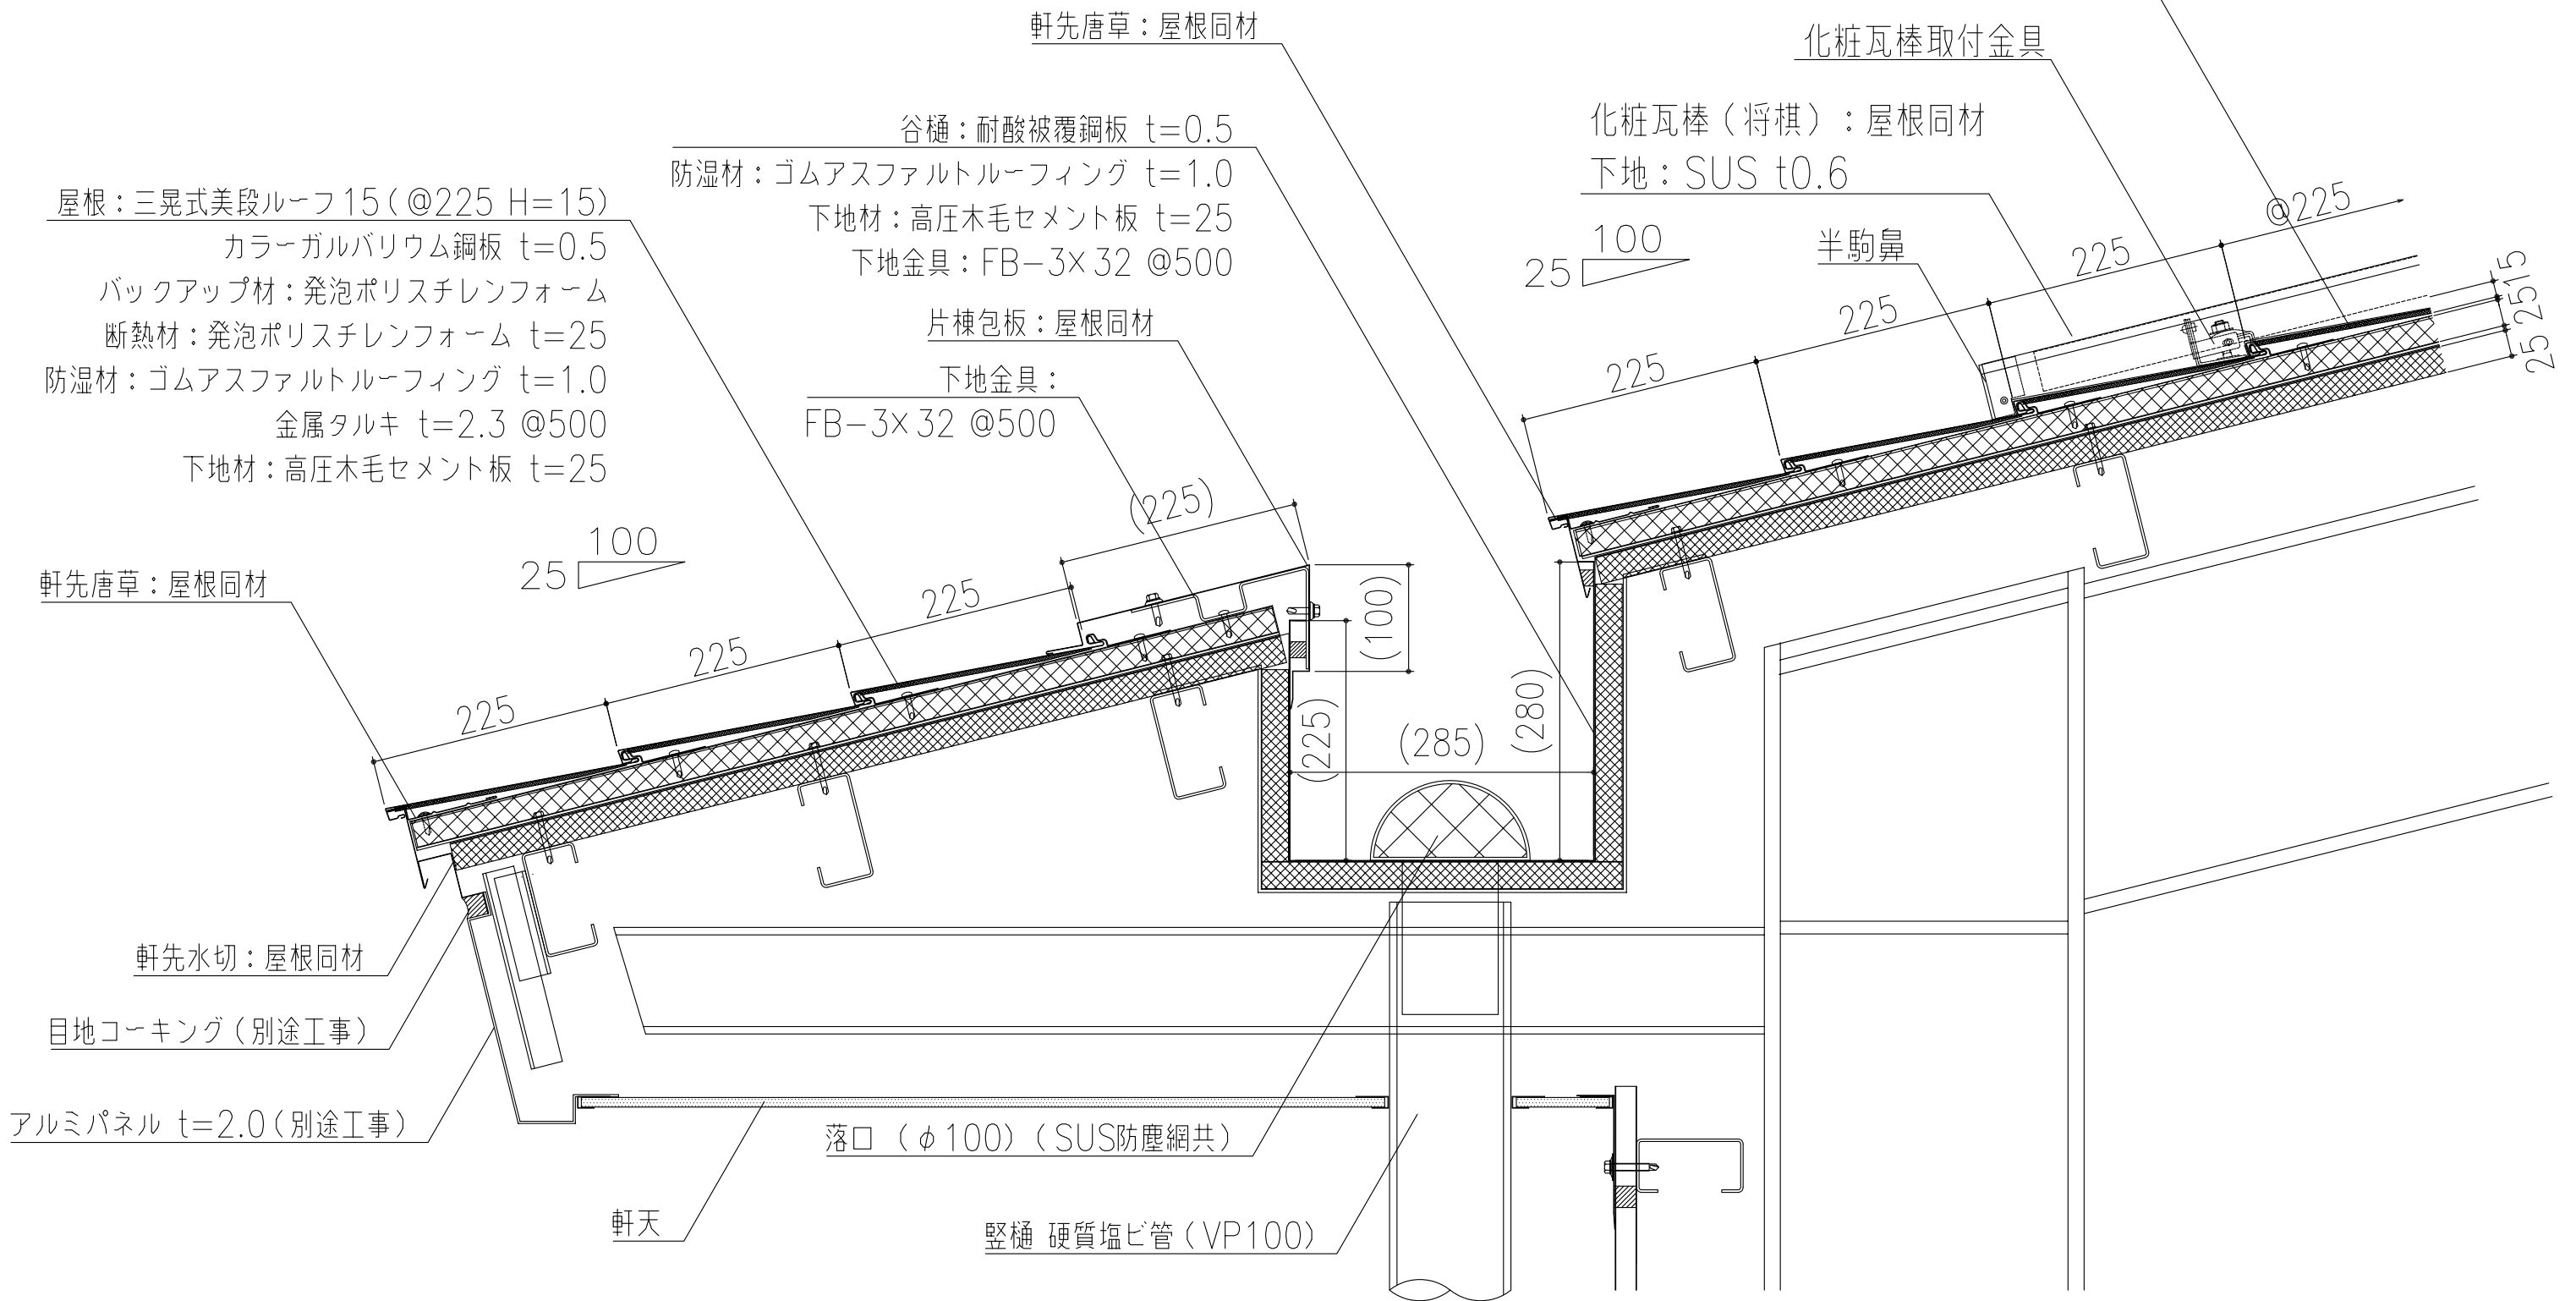 軒先唐草：屋根同材
化粧瓦棒取付金具
谷樋：耐酸被覆鋼板 t=0.5
防湿材：ゴムアスファルトルーフィング t=1.0
下地材：高圧木毛セメント板 t=25
下地金具：FB-3×32 @500
化粧瓦棒（将棋）：屋根同材
下地：SUS t0.6
屋根：三晃式美段ルーフ15(@225 H=15)
カラーガルバリウム鋼板 t=0.5
バックアップ材：発泡ポリスチレンフォーム
断熱材：発泡ポリスチレンフォーム t=25
防湿材：ゴムアスファルトルーフィング t=1.0
金属タルキ t=2.3 @500
下地材：高圧木毛セメント板 t=25
片棟包板：屋根同材
下地金具：
FB-3×32 @500
100
25
半駒鼻
225
225
225
@225
15
25
25
100
25
軒先唐草：屋根同材
225
225
225
(225)
(100)
(225)
(285)
(280)
軒先水切：屋根同材
目地コーキング(別途工事)
アルミパネル t=2.0(別途工事)
軒天
落口 （φ100）(SUS防塵網共)
竪樋 硬質塩ビ管(VP100)